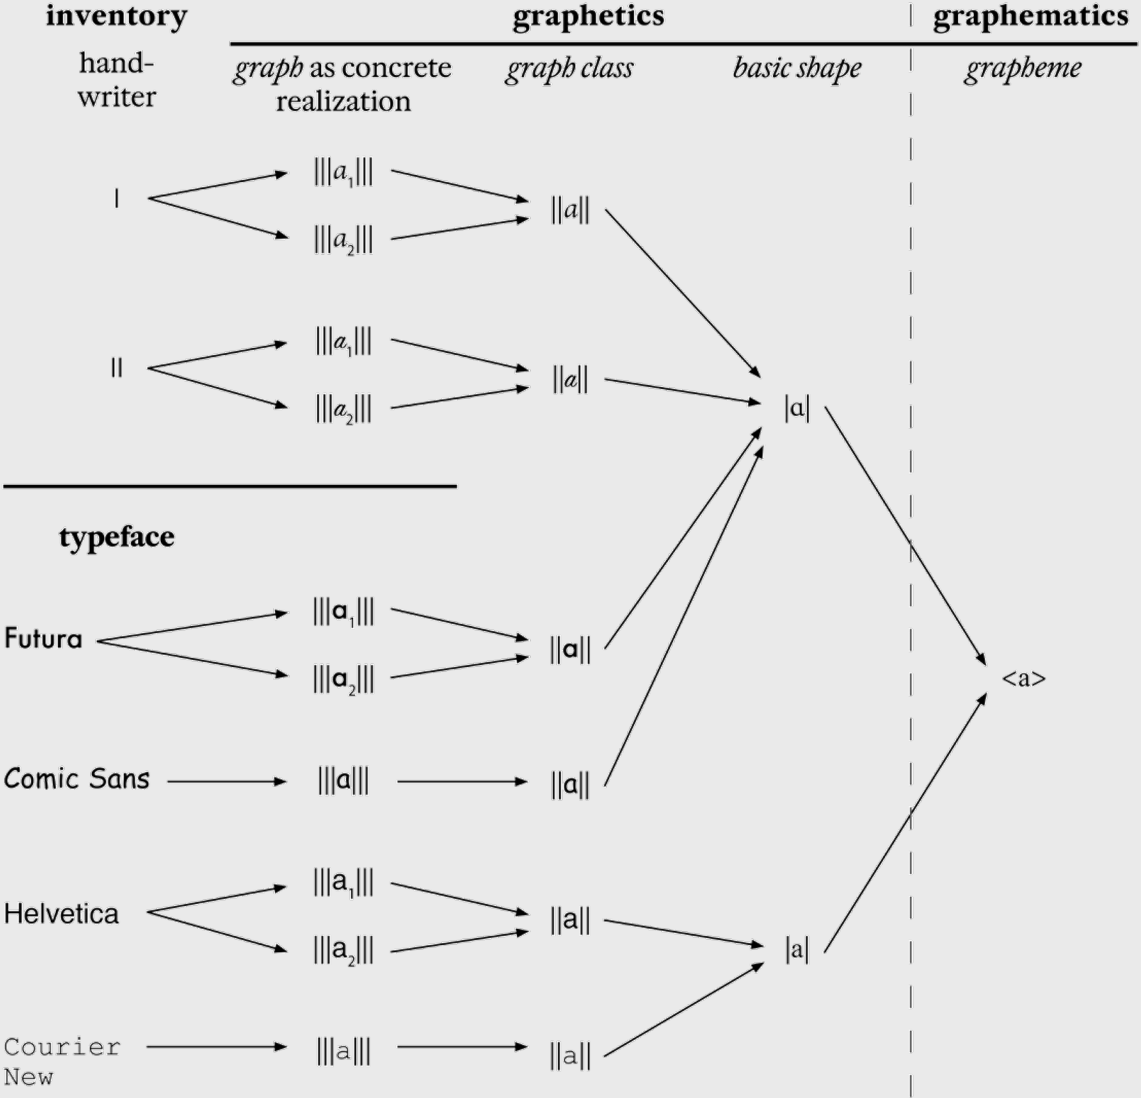 inventory graphetics graphematics
hand- graph as concrete graph class basic shape grapheme
writer realization
|||a₁|||
I ||a||
|||a₂|||
|||a₁|||
II ||a||
|||a₂||| |ɑ|
typeface
|||a₁|||
Futura ||a||
|||a₂||| <a>
Comic Sans |||a||| ||a||
|||a₁|||
Helvetica ||a||
|||a₂||| |a|
Courier |||a||| ||a||
New